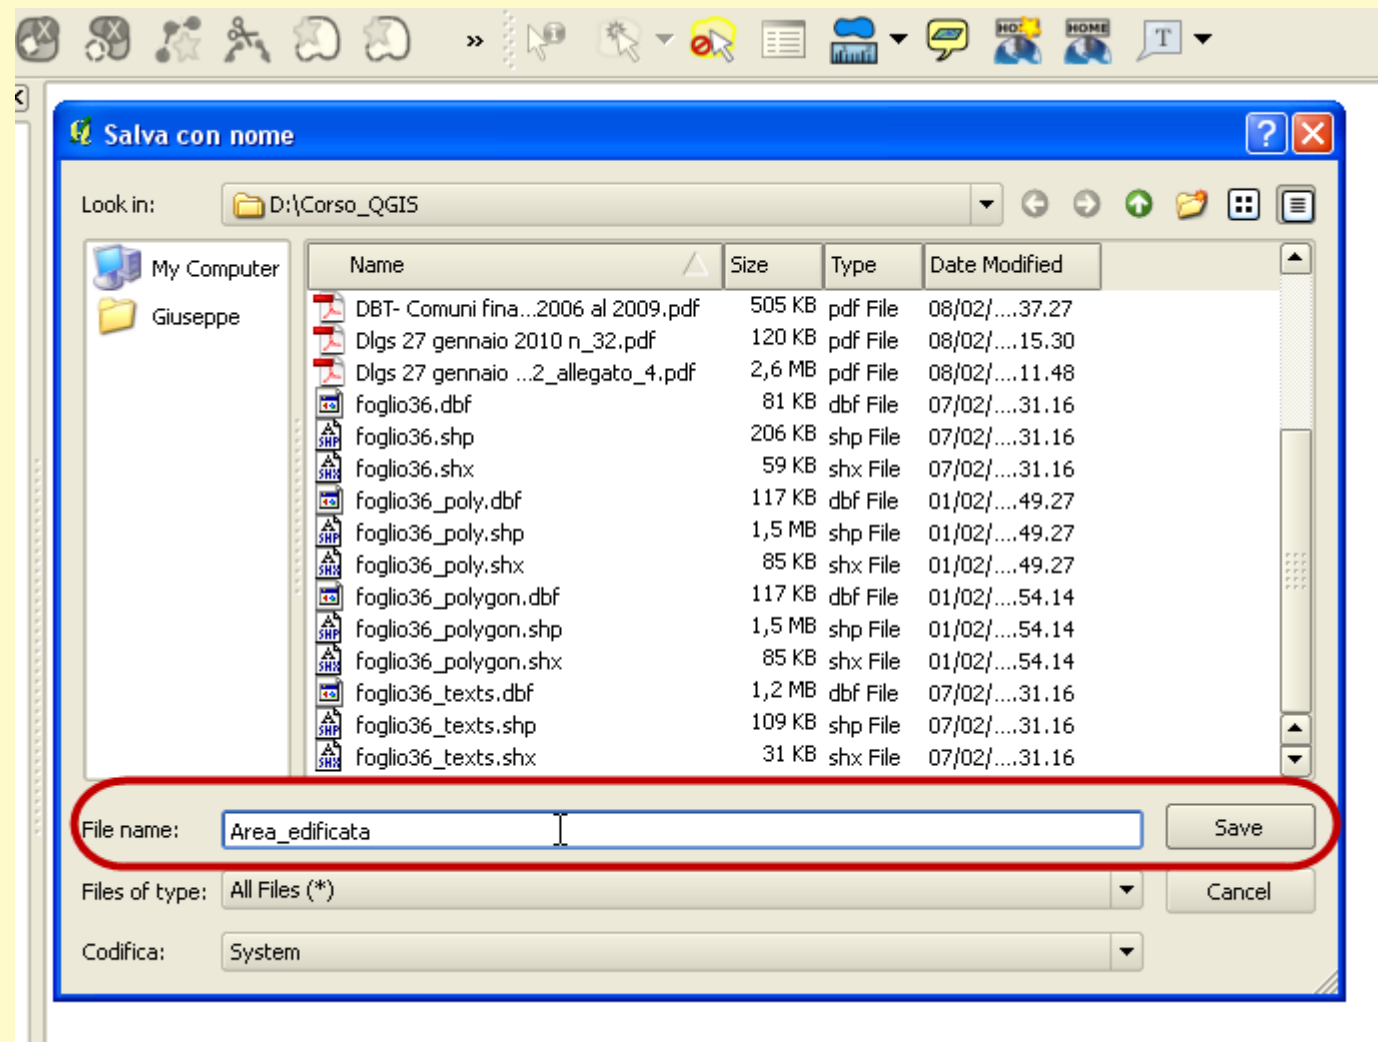 » HOME HOME T
Salva con nome
Look in: D:\Corso_QGIS
My Computer
Giuseppe
Name Size Type Date Modified
DBT- Comuni fina...2006 al 2009.pdf 505 KB pdf File 08/02/....37.27
Dlgs 27 gennaio 2010 n_32.pdf 120 KB pdf File 08/02/....15.30
Dlgs 27 gennaio ...2_allegato_4.pdf 2,6 MB pdf File 08/02/....11.48
foglio36.dbf 81 KB dbf File 07/02/....31.16
foglio36.shp 206 KB shp File 07/02/....31.16
foglio36.shx 59 KB shx File 07/02/....31.16
foglio36_poly.dbf 117 KB dbf File 01/02/....49.27
foglio36_poly.shp 1,5 MB shp File 01/02/....49.27
foglio36_poly.shx 85 KB shx File 01/02/....49.27
foglio36_polygon.dbf 117 KB dbf File 01/02/....54.14
foglio36_polygon.shp 1,5 MB shp File 01/02/....54.14
foglio36_polygon.shx 85 KB shx File 01/02/....54.14
foglio36_texts.dbf 1,2 MB dbf File 07/02/....31.16
foglio36_texts.shp 109 KB shp File 07/02/....31.16
foglio36_texts.shx 31 KB shx File 07/02/....31.16
File name: Area_edificata Save
Files of type: All Files (*) Cancel
Codifica: System